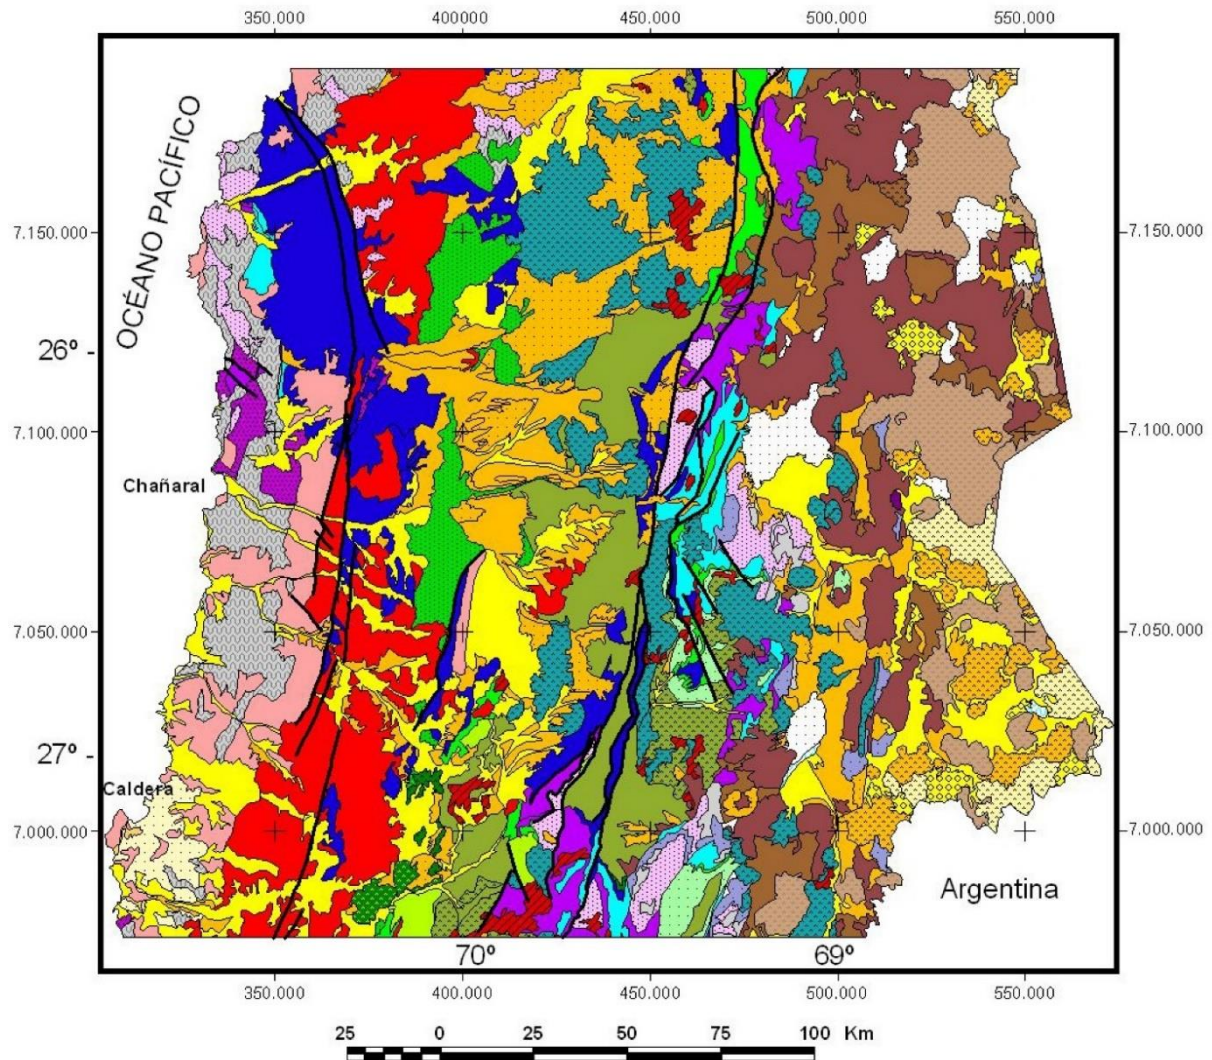 350.000 400000 450.000 500.000 550.000
OCÉANO PACÍFICO
7.150.000 7.150.000
26º
7.100.000 7.100.000
Chañaral
7.050.000 7.050.000
27º
Caldera
7.000.000 7.000.000
Argentina
70º 69º
350.000 400.000 450.000 500.000 550.000
25 0 25 50 75 100 Km